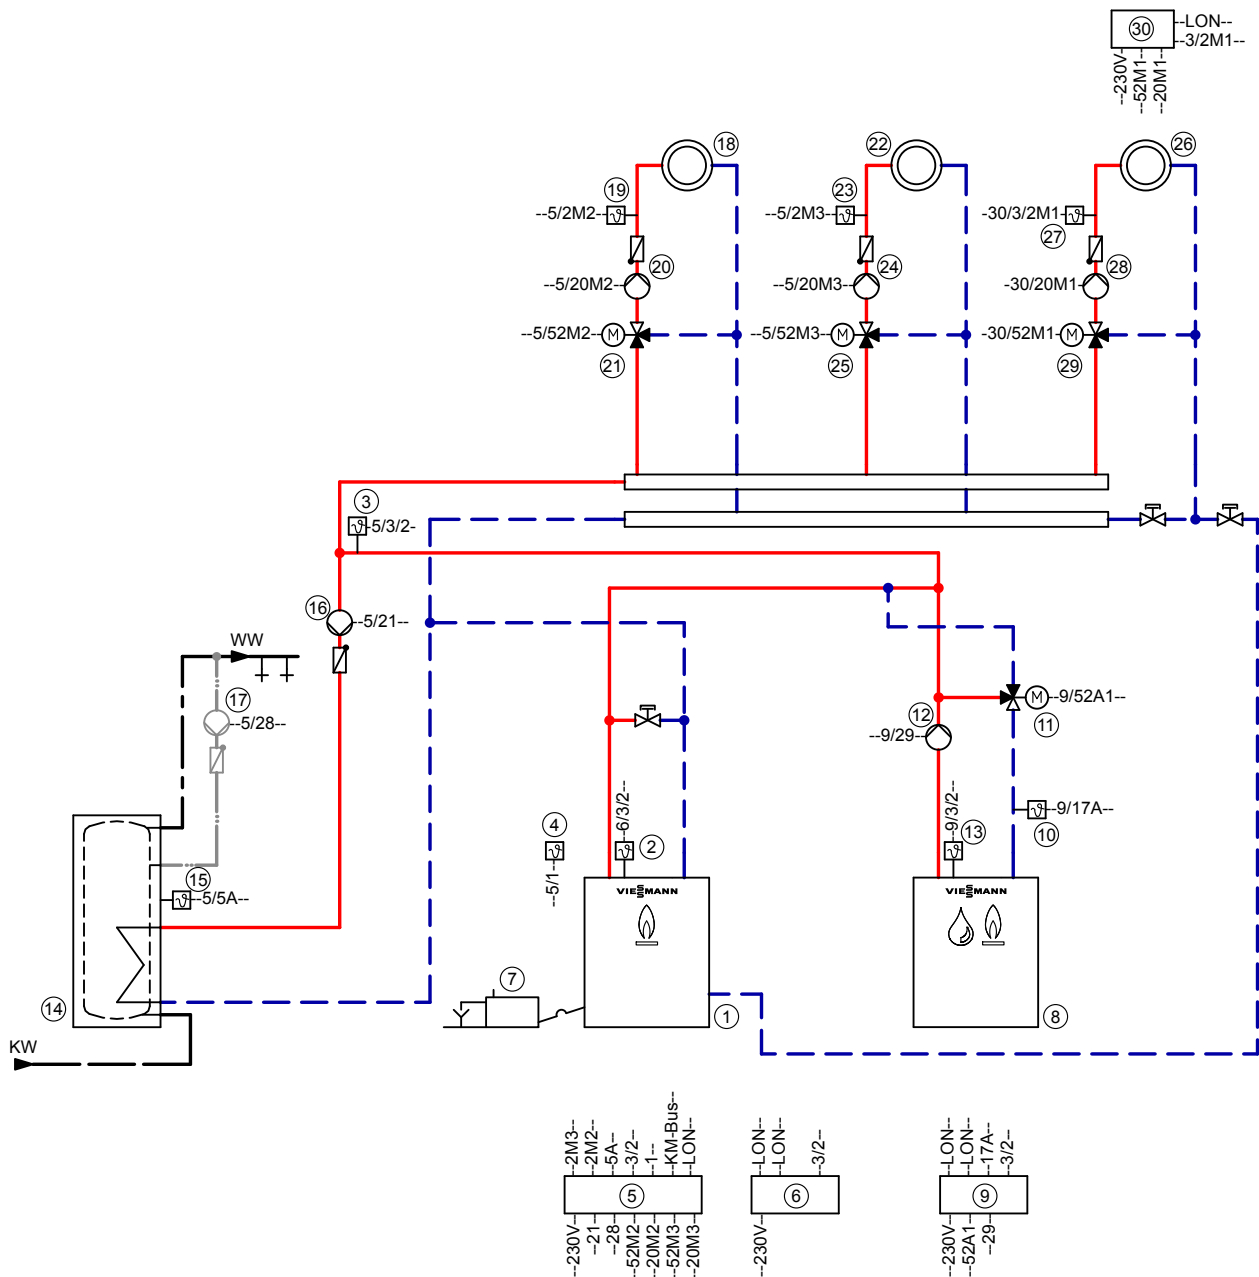 30
--LON--
--3/2M1--
--230V-
--52M1--
--20M1--
18
22
26
19
23
--5/2M2--
--5/2M3--
-30/3/2M1-
27
20
24
28
--5/20M2--
--5/20M3--
-30/20M1-
--5/52M2--
M
--5/52M3--
M
-30/52M1-
M
21
25
29
3
-5/3/2-
16
--5/21--
WW
17
--5/28--
12
--9/29--
M
--9/52A1--
11
4
--5/1--
--6/3/2--
2
--9/3/2--
13
--9/17A--
10
15
--5/5A--
VIESSMANN
VIESSMANN
7
14
1
8
KW
--2M3--
--2M2--
--5A--
--3/2--
--1--
--KM-Bus--
--LON--
5
--230V--
--21--
--28--
--52M2--
--20M2--
--52M3--
--20M3--
--LON--
--LON--
--3/2--
6
--230V--
--LON--
--LON--
--17A--
--3/2--
9
--230V--
--52A1--
--29--